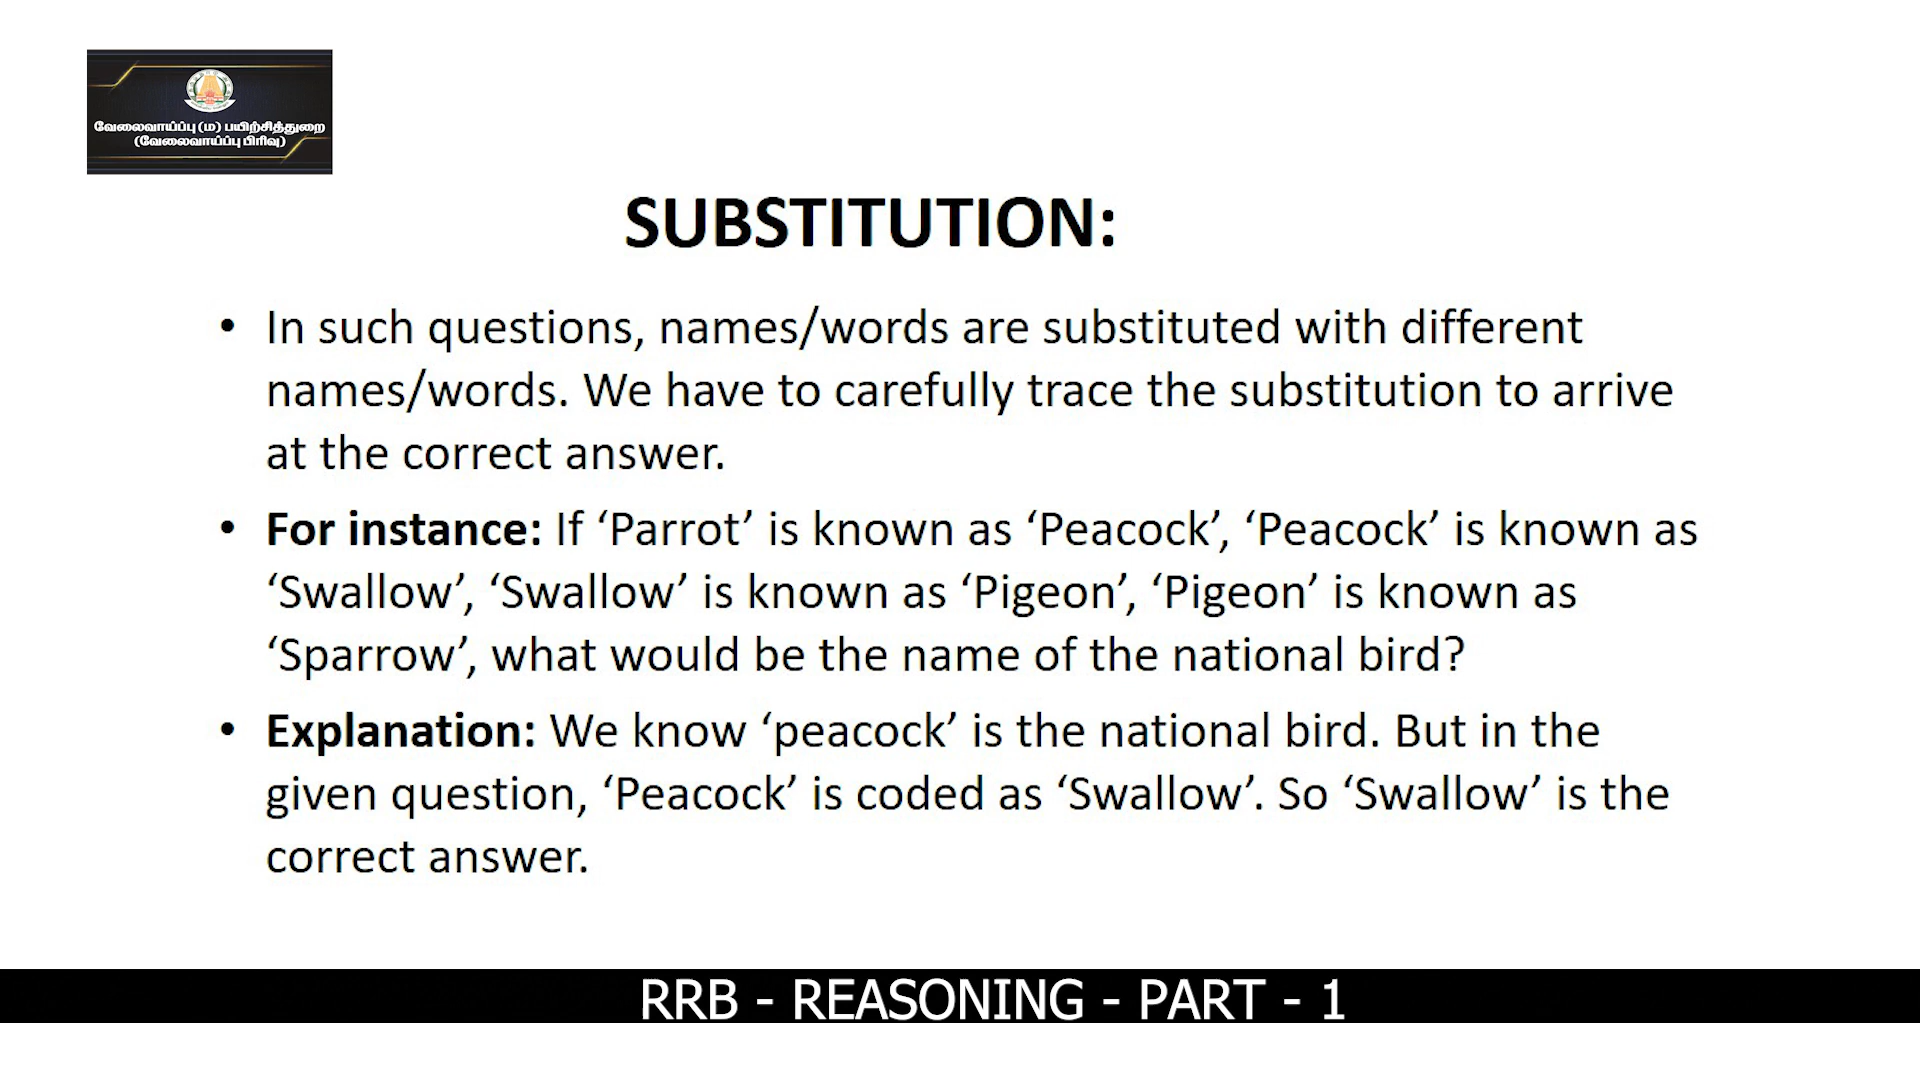 வேலைவாய்ப்பு (ம) பயிற்சித்துறை
(வேலைவாய்ப்பு பிரிவு)
SUBSTITUTION:
• In such questions, names/words are substituted with different
names/words. We have to carefully trace the substitution to arrive
at the correct answer.
• For instance: If ‘Parrot’ is known as ‘Peacock’, ‘Peacock’ is known as
‘Swallow’, ‘Swallow’ is known as ‘Pigeon’, ‘Pigeon’ is known as
‘Sparrow’, what would be the name of the national bird?
• Explanation: We know ‘peacock’ is the national bird. But in the
given question, ‘Peacock’ is coded as ‘Swallow’. So ‘Swallow’ is the
correct answer.
RRB - REASONING - PART - 1